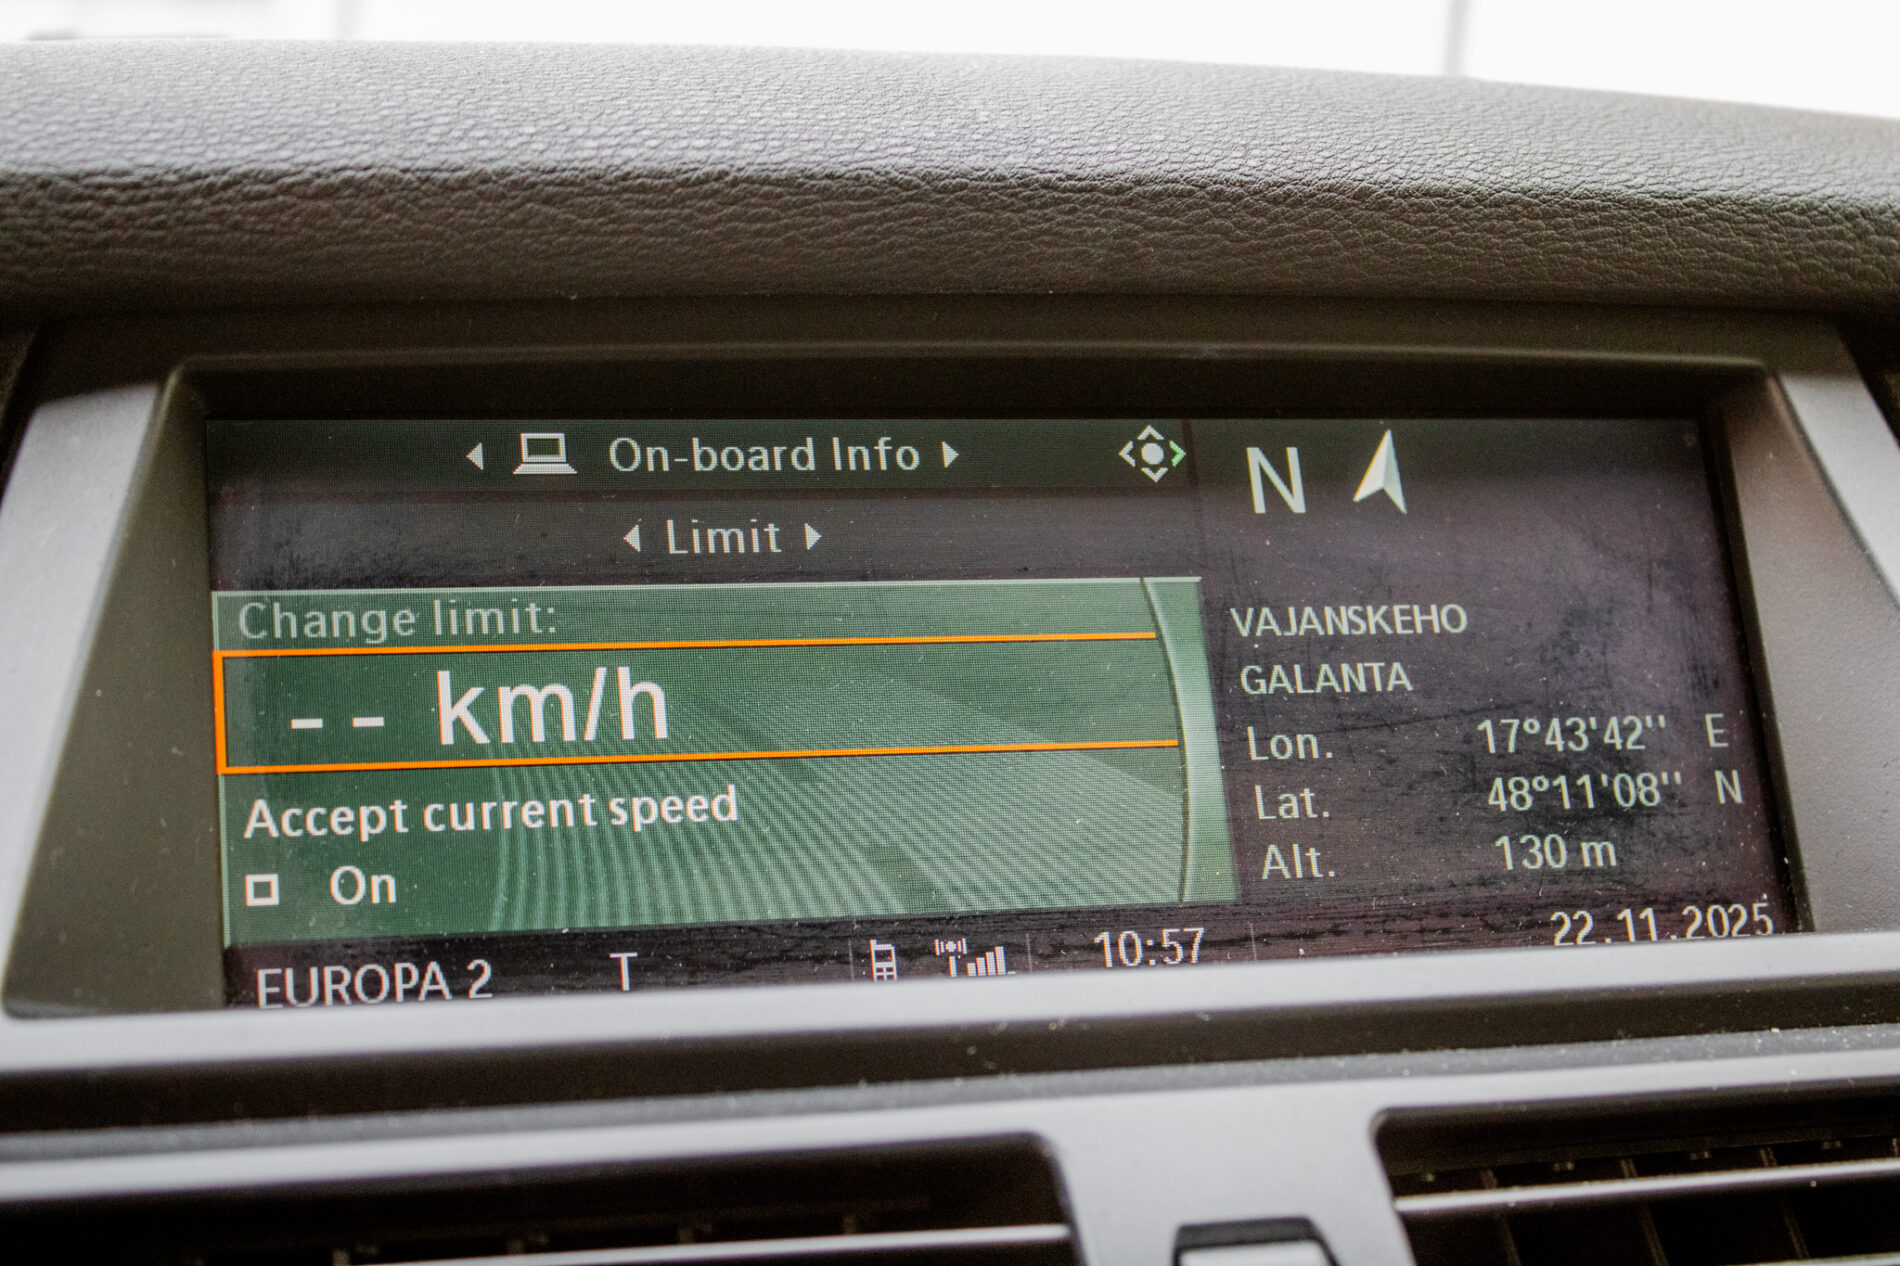 On-board Info
Limit
Change limit:
-- km/h
Accept current speed
On
EUROPA 2 T 10:57
N
VAJANSKEHO
GALANTA
Lon. 17°43'42'' E
Lat. 48°11'08'' N
Alt. 130 m
22.11.2025